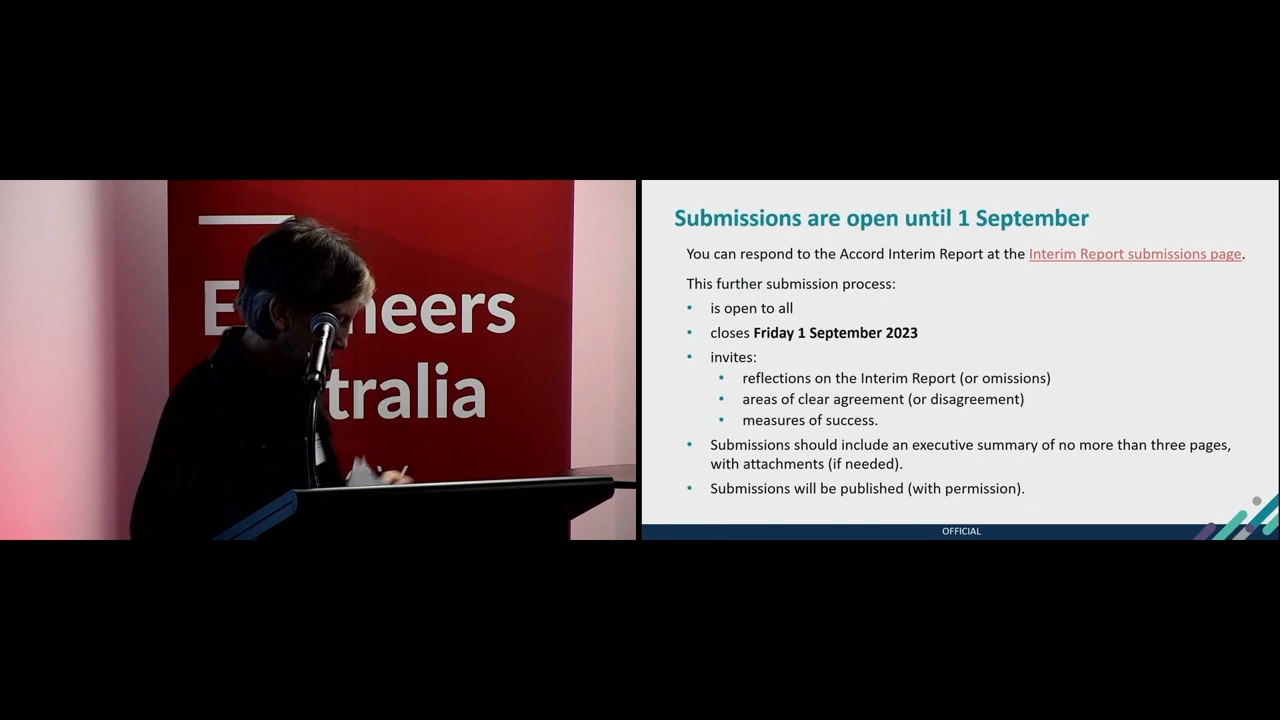 E neers
tralia
Submissions are open until 1 September
You can respond to the Accord Interim Report at the Interim Report submissions page.
This further submission process:
• is open to all
• closes Friday 1 September 2023
• invites:
• reflections on the Interim Report (or omissions)
• areas of clear agreement (or disagreement)
• measures of success.
• Submissions should include an executive summary of no more than three pages,
with attachments (if needed).
• Submissions will be published (with permission).
OFFICIAL